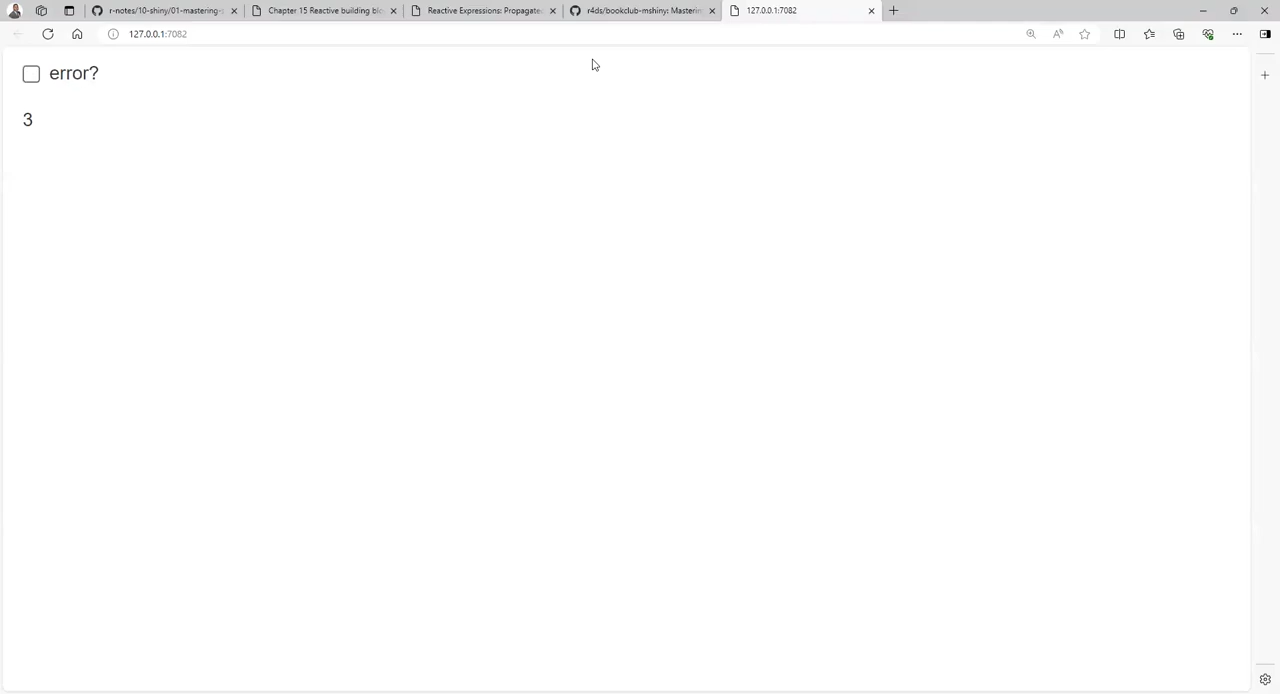 r-notes/10-shiny/01-mastering-s
Chapter 15 Reactive building blo
Reactive Expressions: Propagate
r4ds/bookclub-mshiny: Masterin
127.0.0.1:7082
127.0.0.1:7082
error?
3